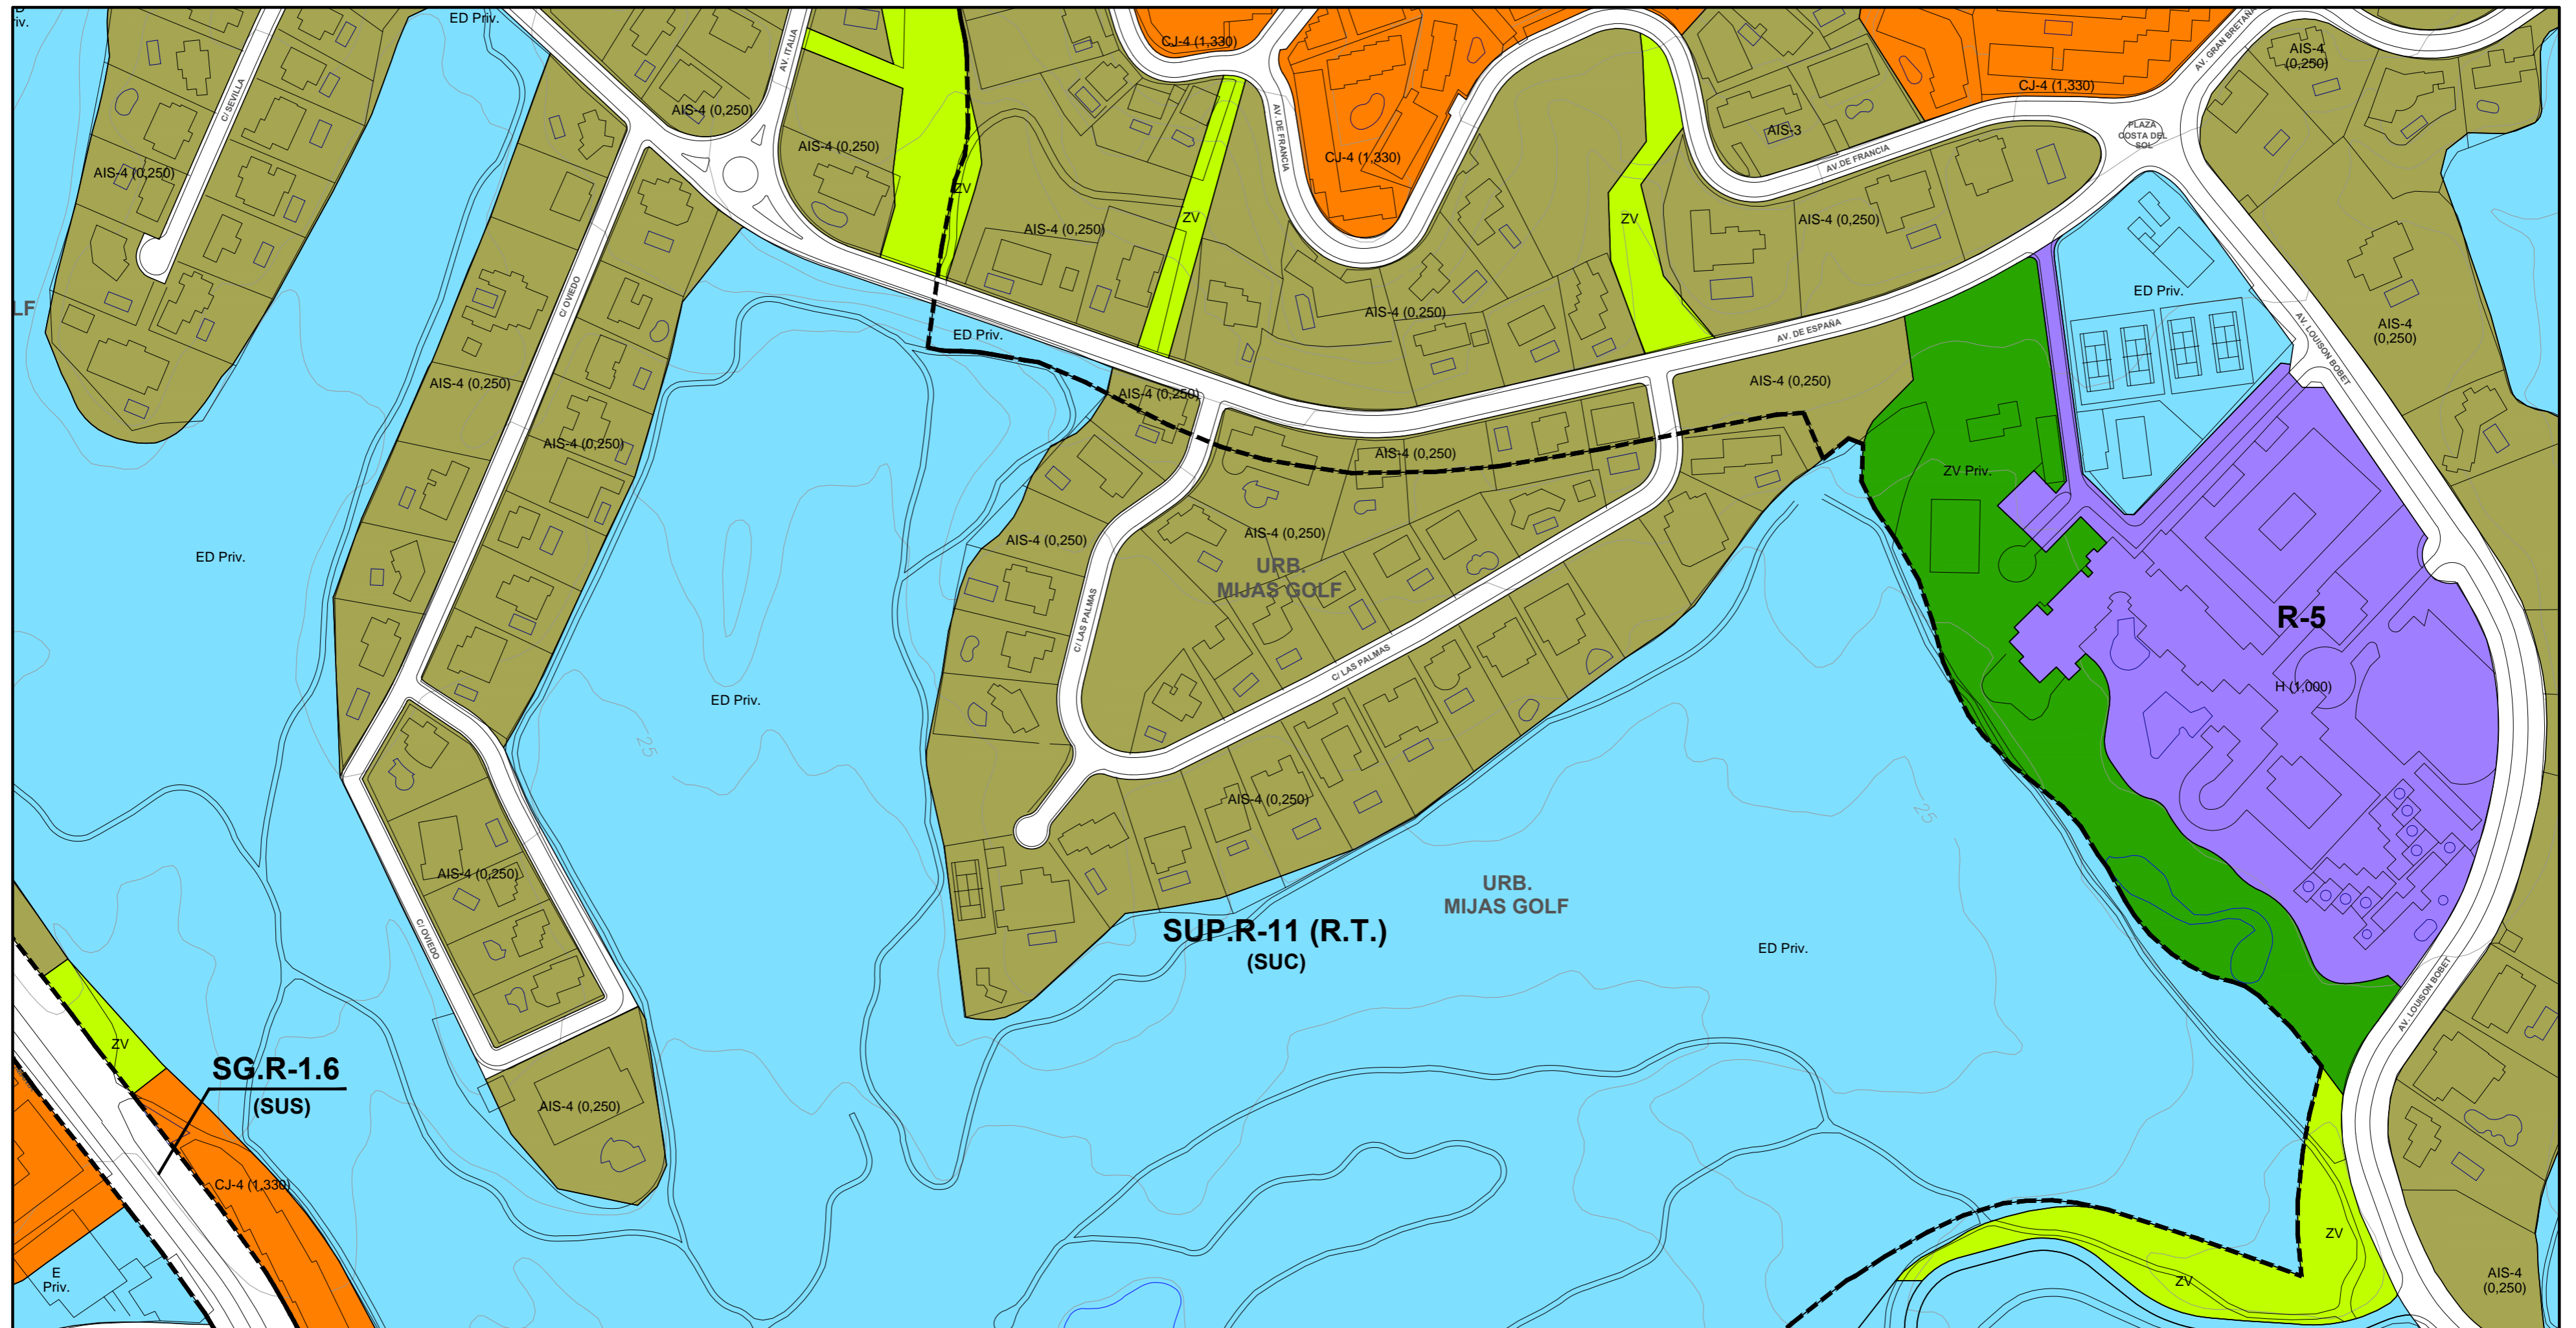 ED Priv.
CJ-4 (1,330)
AV. GRAN BRETAÑA
AIS-4
(0,250)
AV. ITALIA
C/ SEVILLA
AIS-4 (0,250)
CJ-4 (1,330)
AV. DE FRANCIA
AIS-3
PLAZA
COSTA DEL
SOL
AIS-4 (0,250)
CJ-4 (1,330)
AV.DE FRANCIA
AIS-4 (0,250)
ZV
ZV
ZV
AIS-4 (0,250)
AIS-4 (0,250)
ED Priv.
C/ OVIEDO
LF
AIS-4 (0,250)
ED Priv.
AV. DE ESPAÑA
AV. LOUISON BOBET
AIS-4
(0,250)
AIS-4 (0,250)
AIS-4 (0,250)
AIS-4 (0,250)
AIS-4 (0,250)
AIS-4 (0,250)
ZV Priv.
ED Priv.
AIS-4 (0,250)
AIS-4 (0,250)
URB.
MIJAS GOLF
C/ LAS PALMAS
R-5
C/ LAS PALMAS
H (1,000)
ED Priv.
25
AIS-4 (0,250)
25
AIS-4 (0,250)
URB.
MIJAS GOLF
C/ OVIEDO
SUP.R-11 (R.T.)
(SUC)
ED Priv.
AV. LOUISON BOBET
ZV
SG.R-1.6
(SUS)
AIS-4 (0,250)
CJ-4 (1,330)
ZV
E
Priv.
ZV
AIS-4
(0,250)